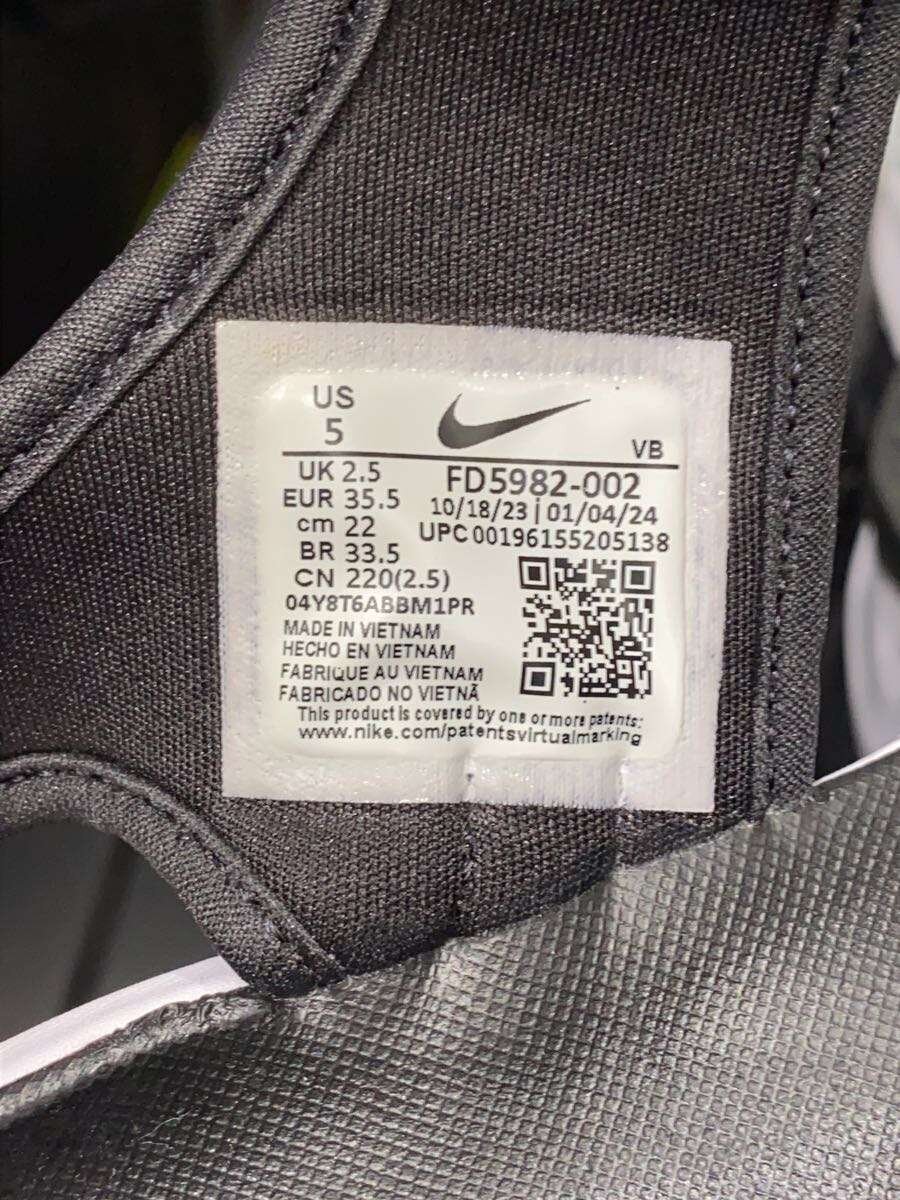 US
5
VB
UK 2.5
EUR 35.5
cm 22
BR 33.5
CN 220(2.5)
FD5982-002
10/18/23 | 01/04/24
UPC 00196155205138
04Y8T6ABBM1PR
MADE IN VIETNAM
HECHO EN VIETNAM
FABRIQUE AU VIETNAM
FABRICADO NO VIETNÃ
This product is covered by one or more patents:
www.nike.com/patentsvirtualmarking